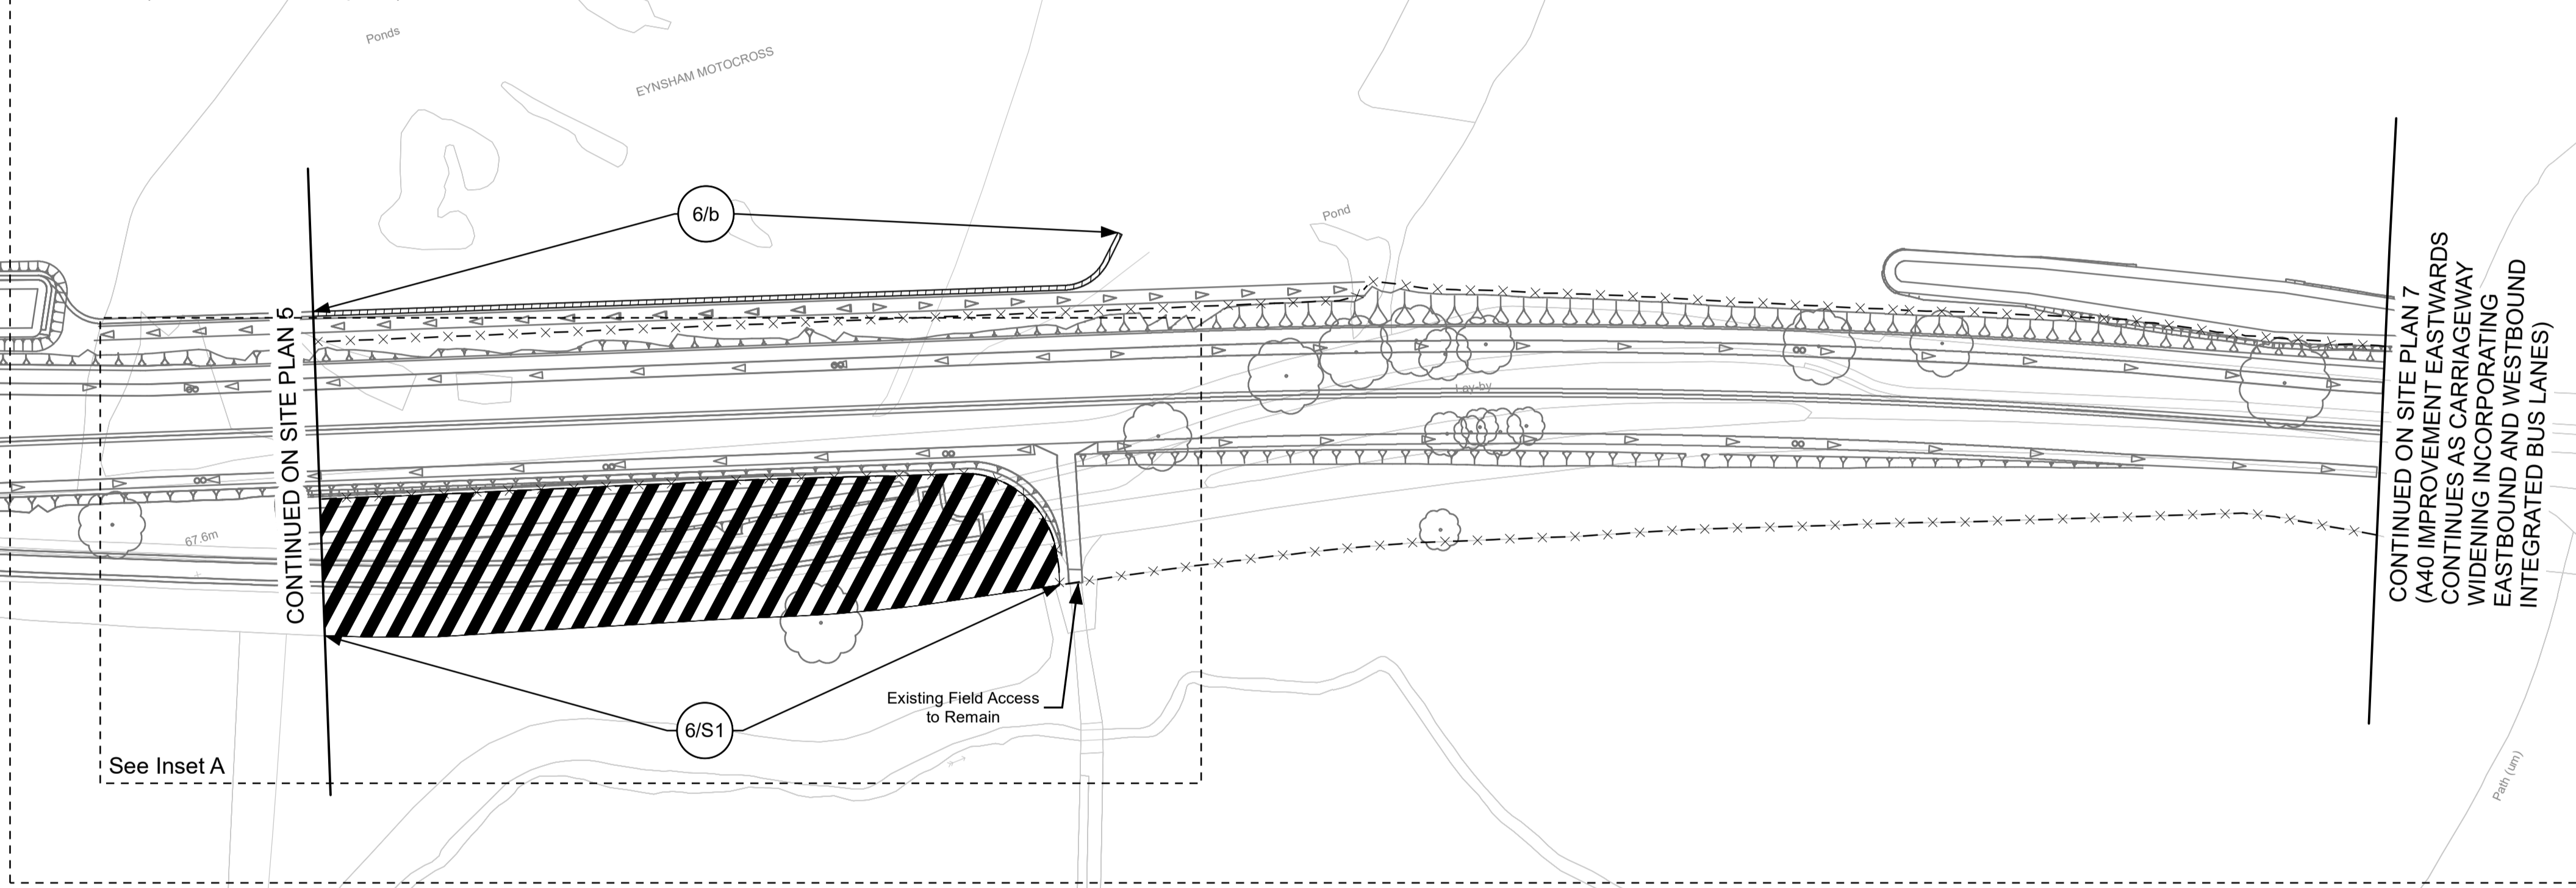 Ponds
EYNSHAM MOTOCROSS
6/b
Pond
CONTINUED ON SITE PLAN 5
Lay-by
67.6m
CONTINUED ON SITE PLAN 7
(A40 IMPROVEMENT EASTWARDS
CONTINUES AS CARRIAGEWAY
WIDENING INCORPORATING
EASTBOUND AND WESTBOUND
INTEGRATED BUS LANES)
Existing Field Access
to Remain
6/S1
See Inset A
Path (um)